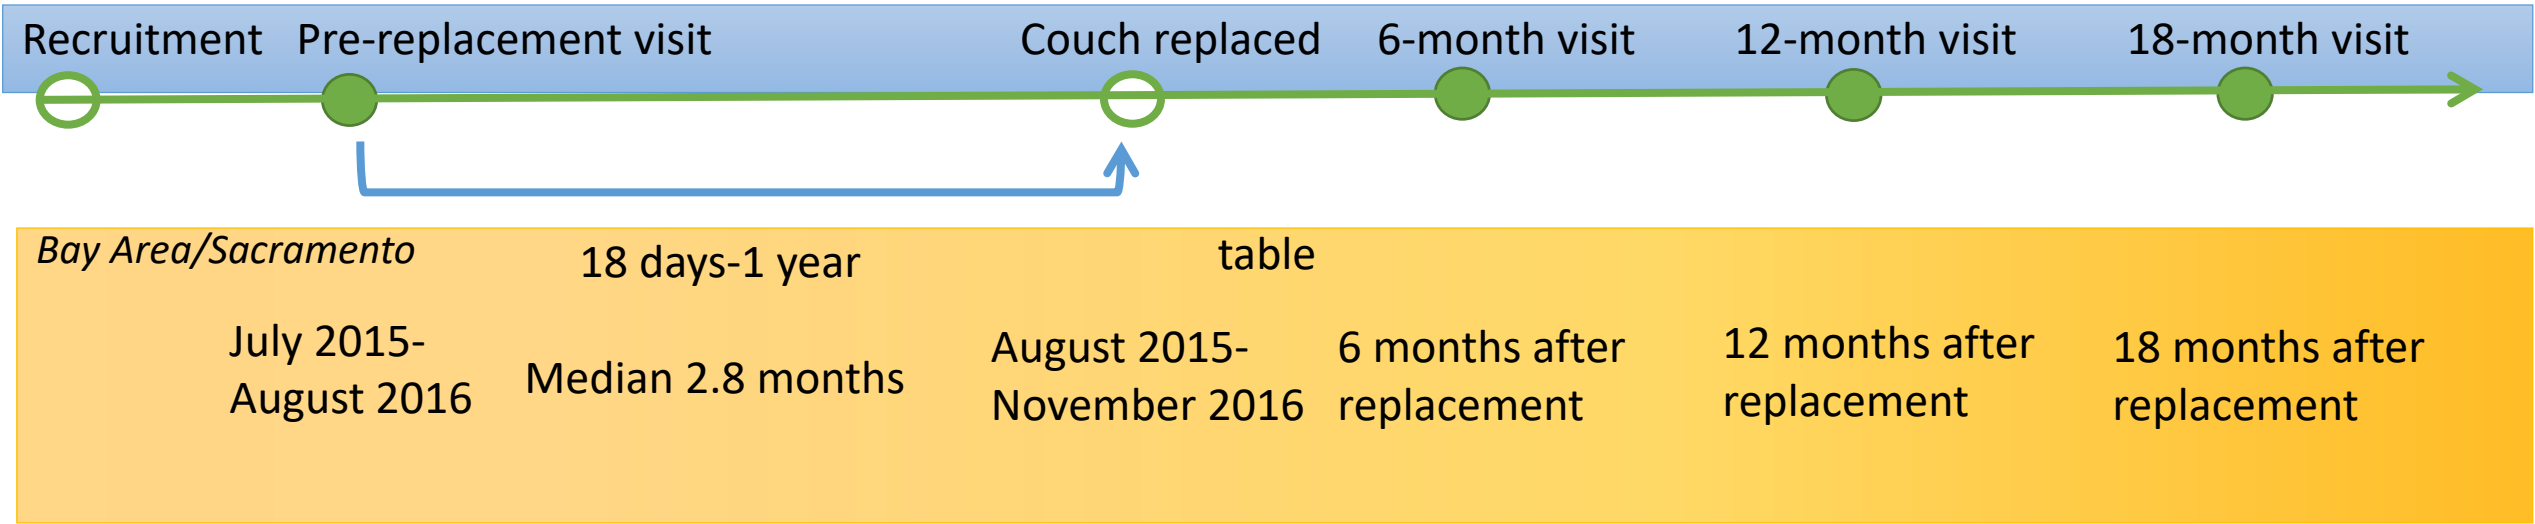 Recruitment
Pre-replacement visit
Couch replaced
6-month visit
12-month visit
18-month visit
Bay Area/Sacramento
18 days-1 year
table
July 2015-
August 2016
Median 2.8 months
August 2015-
November 2016
6 months after
replacement
12 months after
replacement
18 months after
replacement